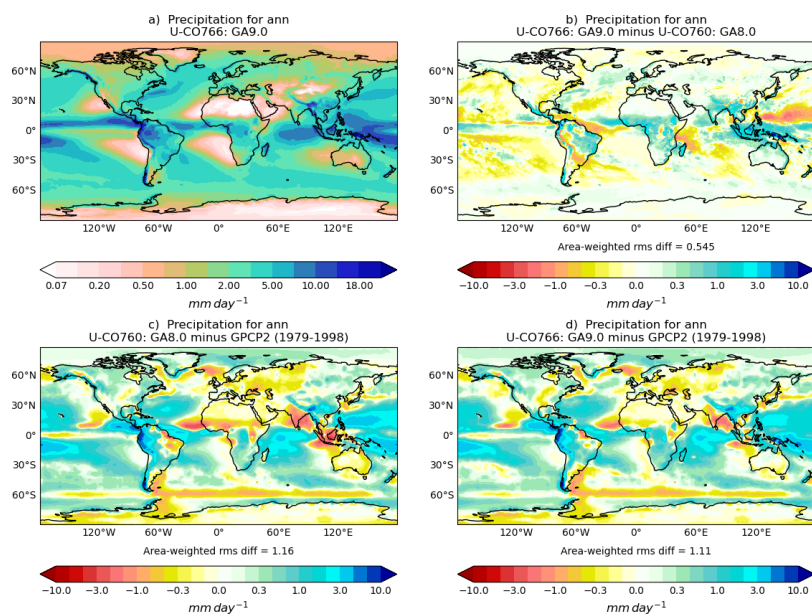 a) Precipitation for ann
U-CO766: GA9.0
60°N
30°N
0°
30°S
60°S
120°W 60°W 0° 60°E 120°E
0.07 0.20 0.50 1.00 2.00 5.00 10.00 18.00
mm day⁻¹
b) Precipitation for ann
U-CO766: GA9.0 minus U-CO760: GA8.0
60°N
30°N
0°
30°S
60°S
120°W 60°W 0° 60°E 120°E
Area-weighted rms diff = 0.545
−10.0 −3.0 −1.0 −0.3 0.0 0.3 1.0 3.0 10.0
mm day⁻¹
c) Precipitation for ann
U-CO760: GA8.0 minus GPCP2 (1979-1998)
60°N
30°N
0°
30°S
60°S
120°W 60°W 0° 60°E 120°E
Area-weighted rms diff = 1.16
−10.0 −3.0 −1.0 −0.3 0.0 0.3 1.0 3.0 10.0
mm day⁻¹
d) Precipitation for ann
U-CO766: GA9.0 minus GPCP2 (1979-1998)
60°N
30°N
0°
30°S
60°S
120°W 60°W 0° 60°E 120°E
Area-weighted rms diff = 1.11
−10.0 −3.0 −1.0 −0.3 0.0 0.3 1.0 3.0 10.0
mm day⁻¹